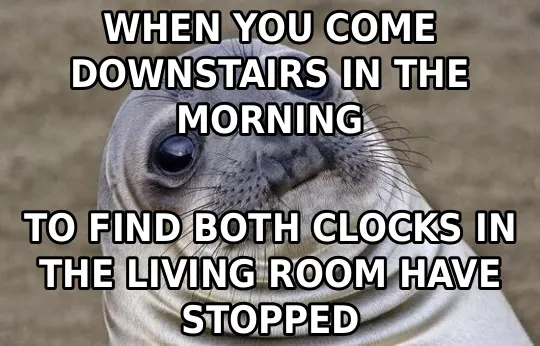 WHEN YOU COME
DOWNSTAIRS IN THE
MORNING
TO FIND BOTH CLOCKS IN
THE LIVING ROOM HAVE
STOPPED